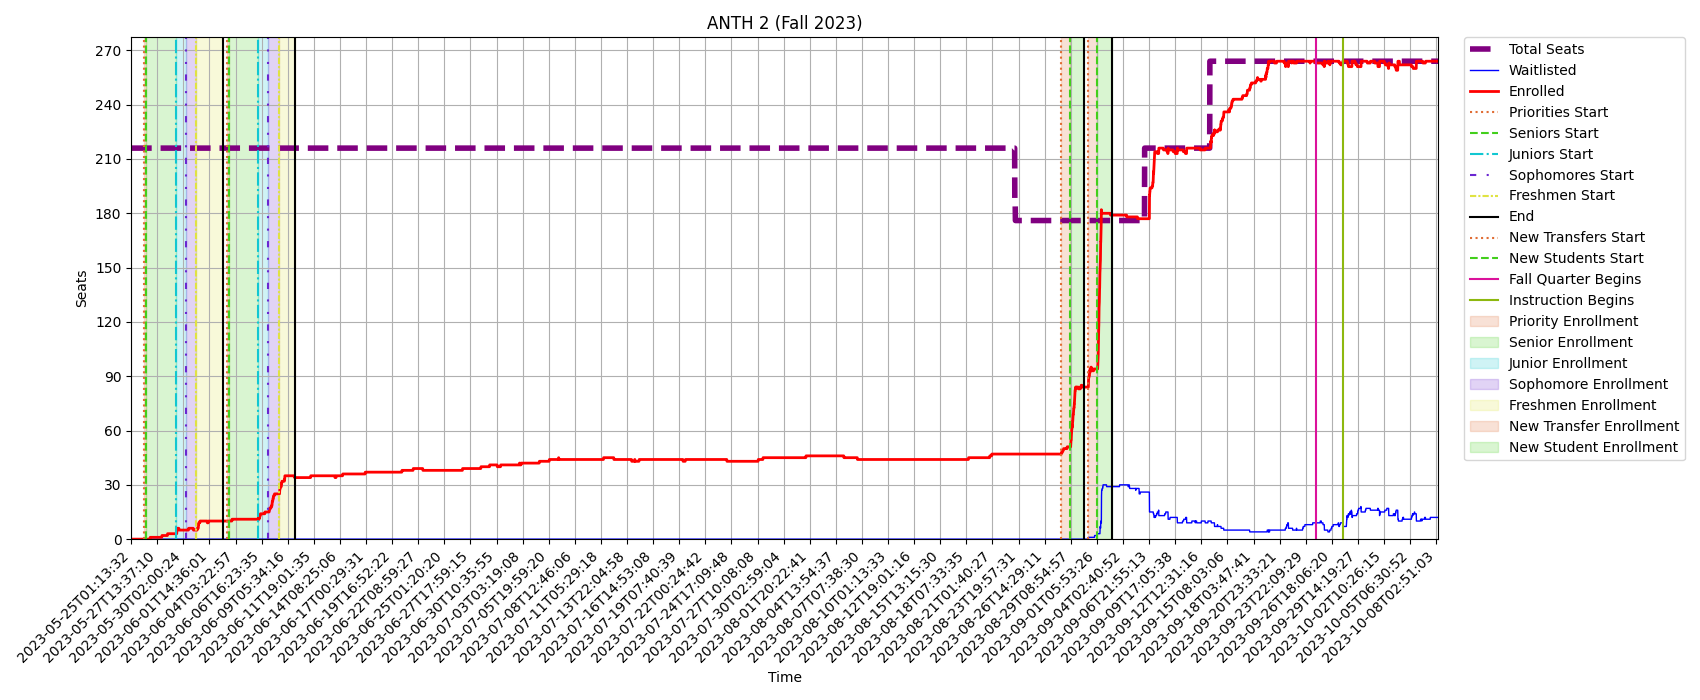 ANTH 2 (Fall 2023)
270
240
210
180
150
120
90
60
30
0
Seats
2023-05-25T01:13:32
2023-05-27T13:37:10
2023-05-30T02:00:24
2023-06-01T14:36:01
2023-06-04T03:22:57
2023-06-06T16:23:35
2023-06-09T05:34:10
2023-06-11T19:01:35
2023-06-14T08:25:06
2023-06-17T00:29:31
2023-06-19T16:52:22
2023-06-22T08:59:27
2023-06-25T01:20:20
2023-06-27T17:59:15
2023-06-30T10:35:55
2023-07-03T03:19:08
2023-07-05T19:59:20
2023-07-08T12:46:06
2023-07-11T05:29:18
2023-07-13T22:04:58
2023-07-16T14:53:09
2023-07-19T07:40:39
2023-07-22T00:24:42
2023-07-24T17:09:48
2023-07-27T10:08:08
2023-07-30T02:59:04
2023-08-01T20:22:41
2023-08-04T13:54:37
2023-08-07T07:38:30
2023-08-10T01:13:33
2023-08-12T19:01:16
2023-08-15T13:15:30
2023-08-18T07:33:35
2023-08-21T01:40:27
2023-08-23T19:57:31
2023-08-26T14:29:11
2023-08-29T08:54:57
2023-09-01T05:53:26
2023-09-04T02:40:52
2023-09-06T21:55:13
2023-09-09T17:05:38
2023-09-12T12:31:16
2023-09-15T08:03:06
2023-09-18T03:47:41
2023-09-20T23:33:21
2023-09-23T22:09:29
2023-09-26T18:06:20
2023-09-29T14:19:27
2023-10-02T10:26:15
2023-10-05T06:30:52
2023-10-08T02:51:03
Time
Total Seats
Waitlisted
Enrolled
Priorities Start
Seniors Start
Juniors Start
Sophomores Start
Freshmen Start
End
New Transfers Start
New Students Start
Fall Quarter Begins
Instruction Begins
Priority Enrollment
Senior Enrollment
Junior Enrollment
Sophomore Enrollment
Freshmen Enrollment
New Transfer Enrollment
New Student Enrollment